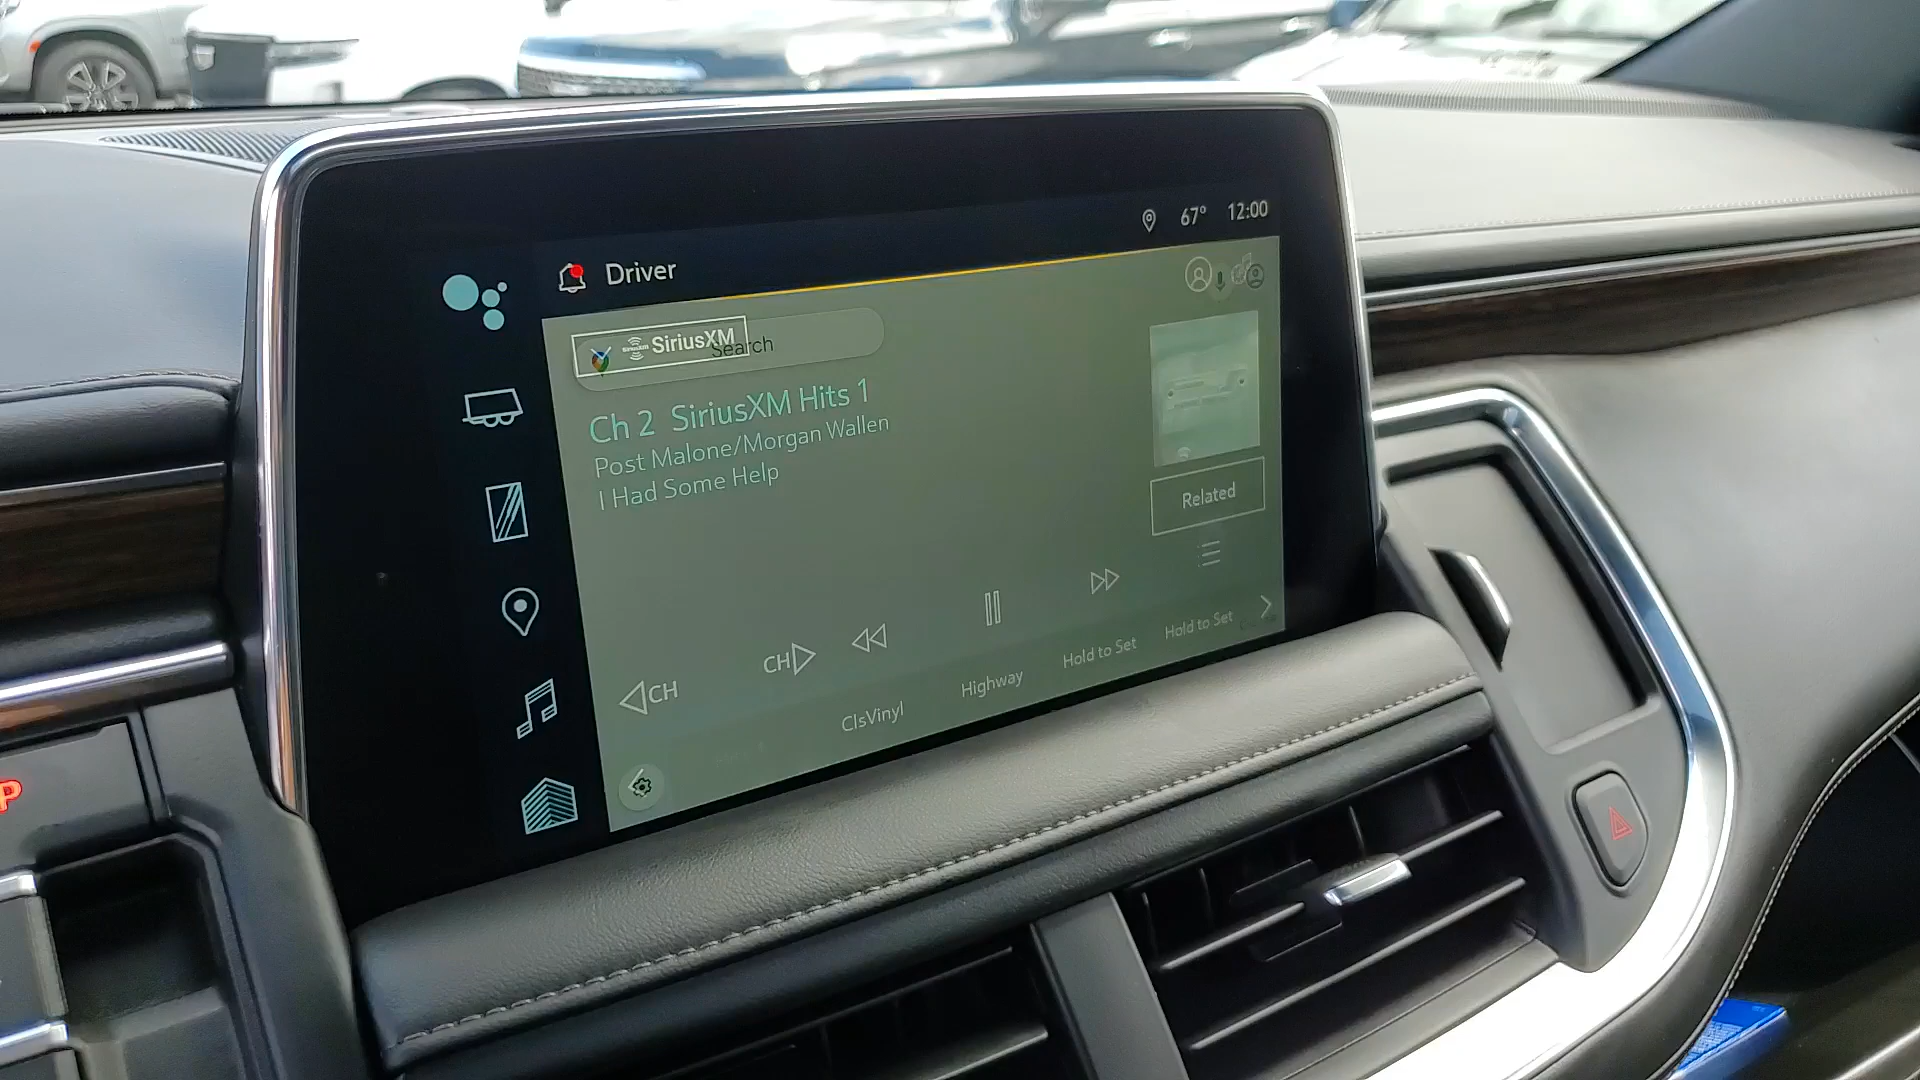 67° 12:00
Driver
SiriusXM
Search
Ch 2 SiriusXM Hits 1
Post Malone/Morgan Wallen
I Had Some Help
Related
CH
CH
ClsVinyl
Highway
Hold to Set
Hold to Set
P